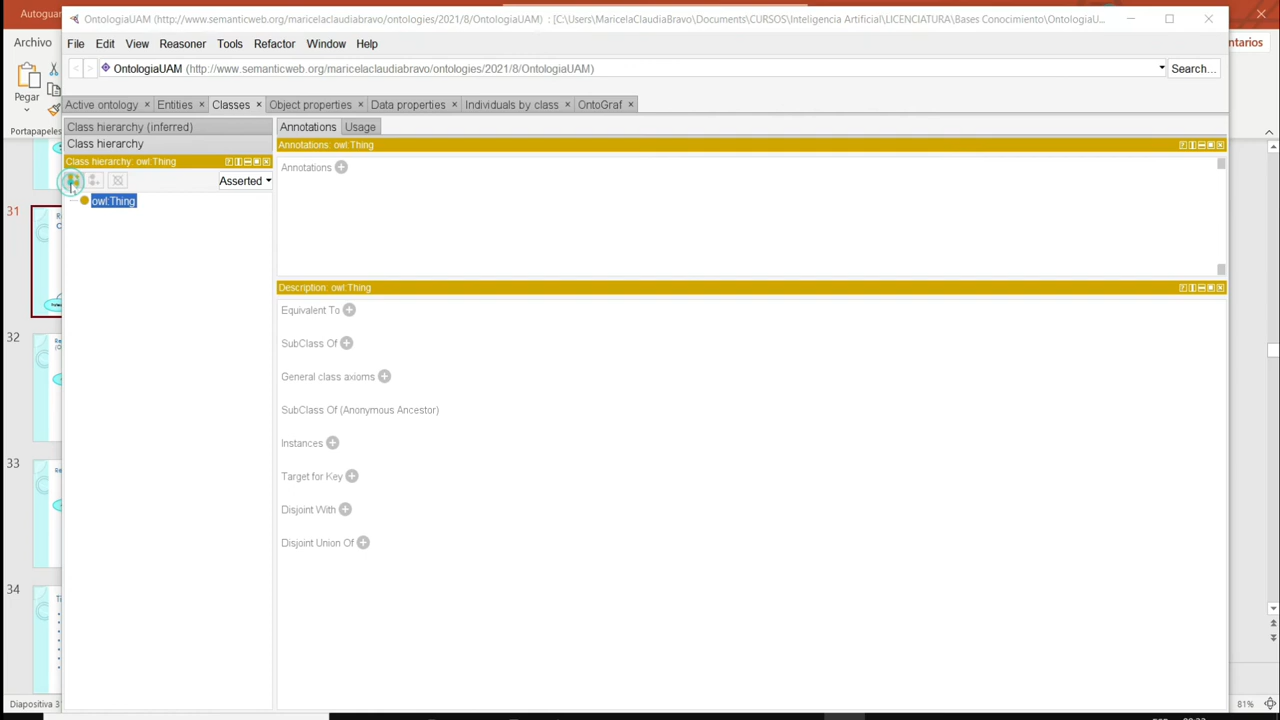 Autoguar
OntologiaUAM (http://www.semanticweb.org/maricelaclaudiabravo/ontologies/2021/8/OntologiaUAM) : [C:\Users\MaricelaClaudiaBravo\Documents\CURSOS\Inteligencia Artificial\LICENCIATURA\Bases Conocimiento\OntologiaU...
Archivo
File Edit View Reasoner Tools Refactor Window Help
entarios
OntologiaUAM (http://www.semanticweb.org/maricelaclaudiabravo/ontologies/2021/8/OntologiaUAM)
Search...
Pegar
Active ontology × Entities × Classes × Object properties × Data properties × Individuals by class × OntoGraf ×
Portapapeles
Class hierarchy (inferred)
Annotations Usage
Class hierarchy
Annotations: owl:Thing
Class hierarchy: owl:Thing
Annotations
Asserted
owl:Thing
31
Description: owl:Thing
Equivalent To
32
SubClass Of
General class axioms
SubClass Of (Anonymous Ancestor)
Instances
33
Target for Key
Disjoint With
Disjoint Union Of
34
Diapositiva 3
81%